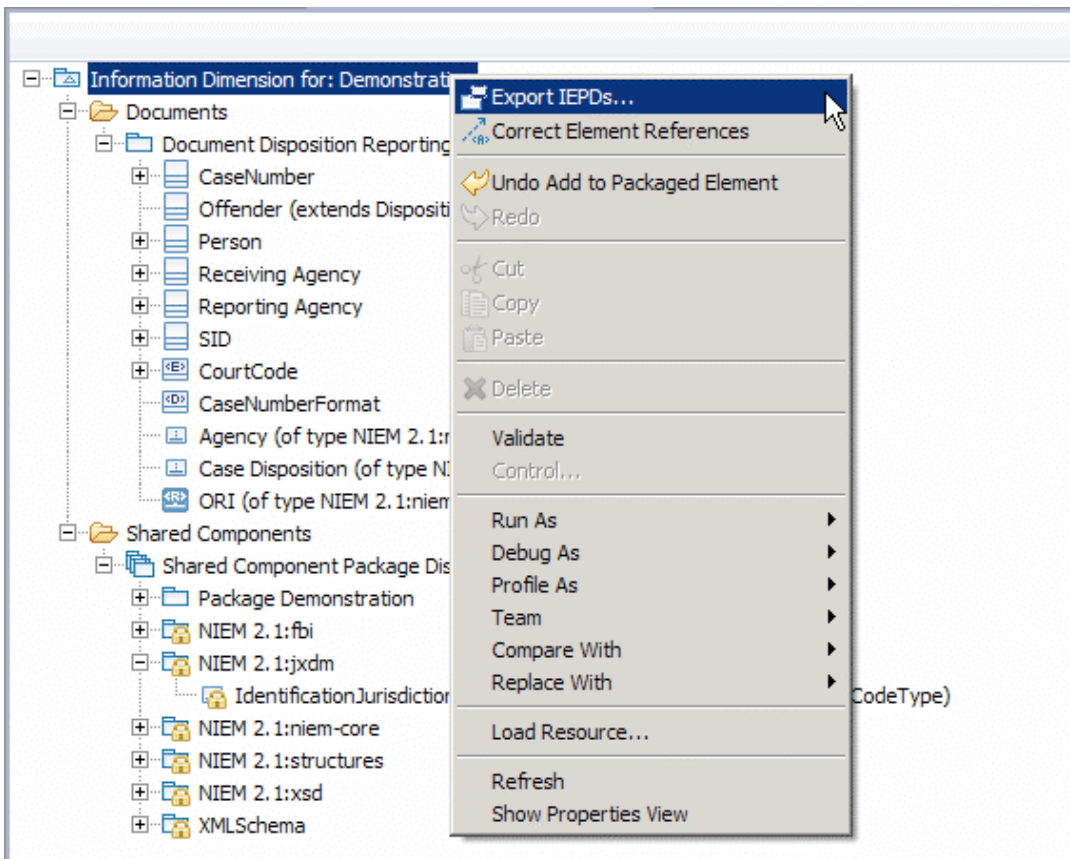 Information Dimension for: Demonstrati
Documents
Document Disposition Reporting
CaseNumber
Offender (extends Dispositi
Person
Receiving Agency
Reporting Agency
SID
<E> CourtCode
<D> CaseNumberFormat
Agency (of type NIEM 2.1:n
Case Disposition (of type NI
<R> ORI (of type NIEM 2.1:niem
Shared Components
Shared Component Package Dis
Package Demonstration
NIEM 2.1:fbi
NIEM 2.1:jxdm
IdentificationJurisdiction CodeType)
NIEM 2.1:niem-core
NIEM 2.1:structures
NIEM 2.1:xsd
XMLSchema
Export IEPDs...
<A> Correct Element References
Undo Add to Packaged Element
Redo
Cut
Copy
Paste
Delete
Validate
Control...
Run As
Debug As
Profile As
Team
Compare With
Replace With
Load Resource...
Refresh
Show Properties View